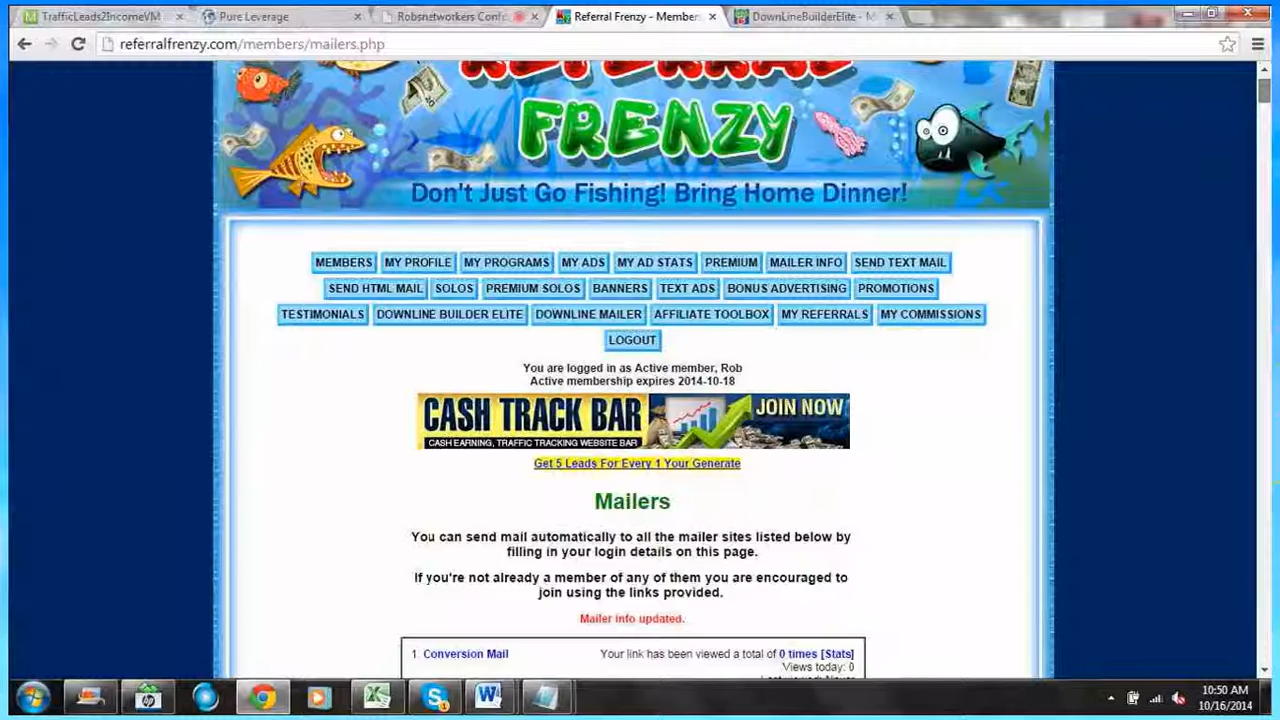 TrafficLeads2IncomeVM
Pure Leverage
Robsnetworkers Conf
Referral Frenzy - Member
DownLineBuilderElite - M
referralfrenzy.com/members/mailers.php
REFERRAL
FRENZY
Don't Just Go Fishing! Bring Home Dinner!
MEMBERS MY PROFILE MY PROGRAMS MY ADS MY AD STATS PREMIUM MAILER INFO SEND TEXT MAIL
SEND HTML MAIL SOLOS PREMIUM SOLOS BANNERS TEXT ADS BONUS ADVERTISING PROMOTIONS
TESTIMONIALS DOWNLINE BUILDER ELITE DOWNLINE MAILER AFFILIATE TOOLBOX MY REFERRALS MY COMMISSIONS
LOGOUT
You are logged in as Active member, Rob
Active membership expires 2014-10-18
CASH TRACK BAR JOIN NOW
CASH EARNING, TRAFFIC TRACKING WEBSITE BAR
Get 5 Leads For Every 1 Your Generate
Mailers
You can send mail automatically to all the mailer sites listed below by
filling in your login details on this page.
If you're not already a member of any of them you are encouraged to
join using the links provided.
Mailer info updated.
1. Conversion Mail Your link has been viewed a total of 0 times [Stats]
Views today: 0
Last viewed: Never
10:50 AM
10/16/2014